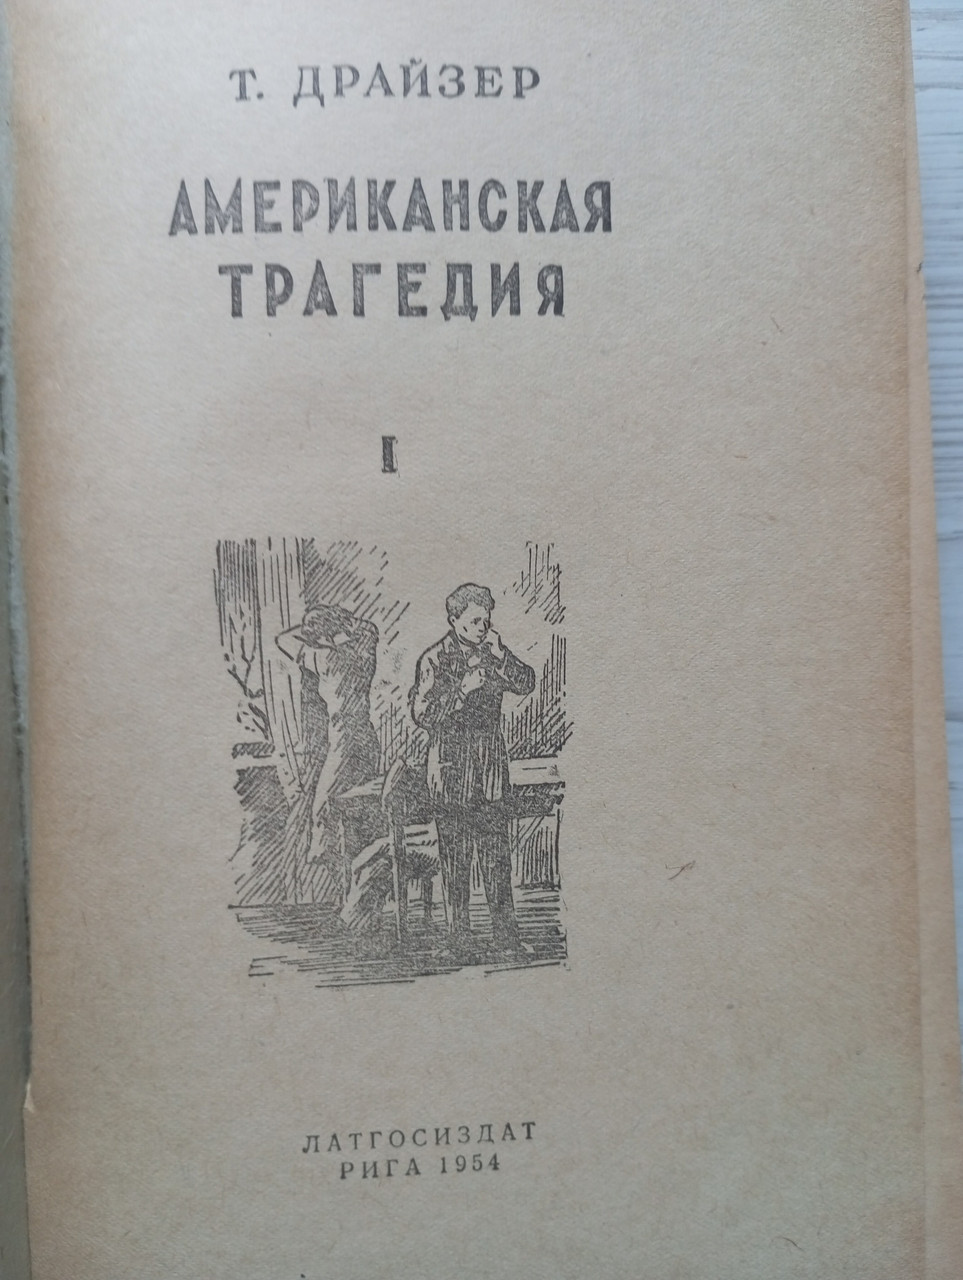 Т. ДРАЙЗЕР
АМЕРИКАНСКАЯ
ТРАГЕДИЯ
I
ЛАТГОСИЗДАТ
РИГА 1954